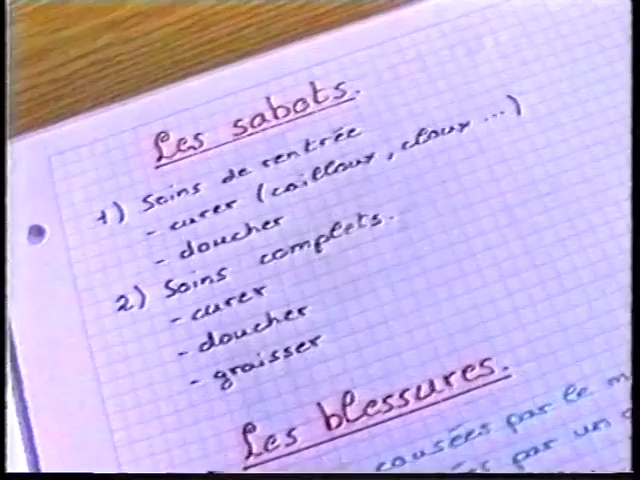 Les sabots.
1) Soins de rentrée
- curer (cailloux, cloux ...)
- doucher
2) Soins complets.
- curer
- doucher
- graisser
Les blessures.
causées par le
par un